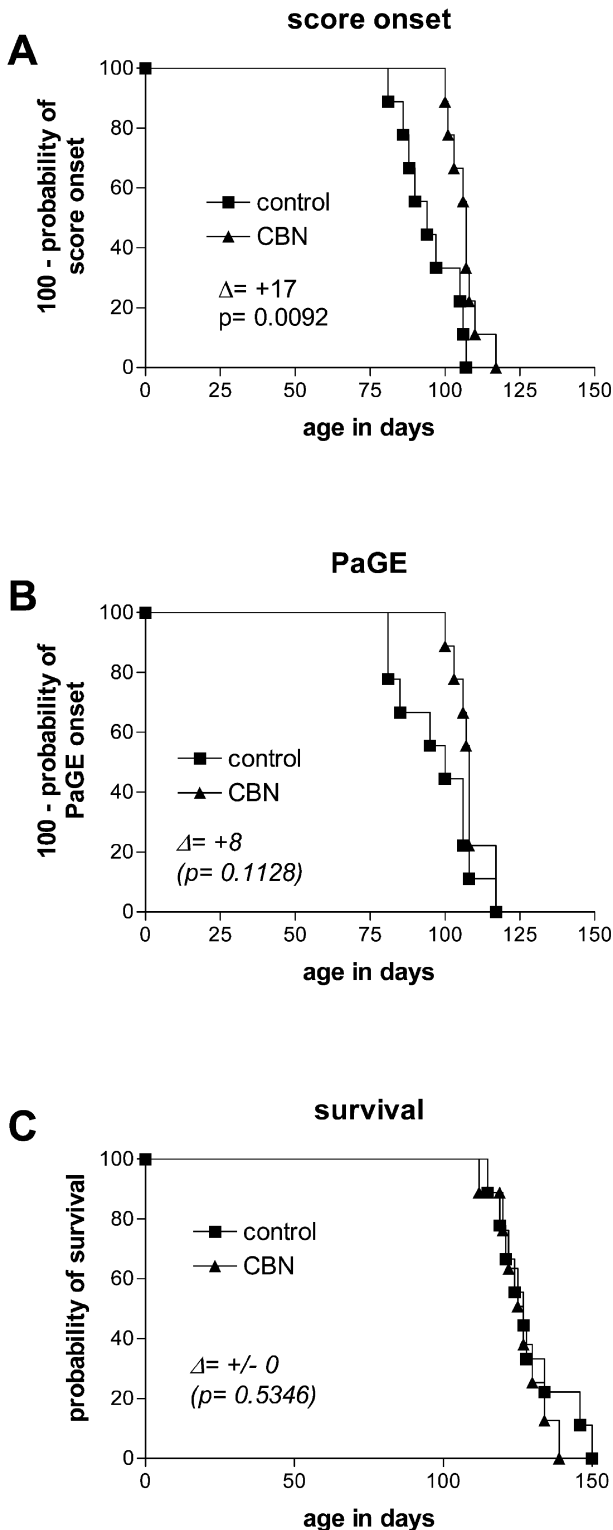 score onset
A
100 - probability of
score onset
100
80
60
40
20
0
control
CBN
Δ= +17
p= 0.0092
0 25 50 75 100 125 150
age in days
PaGE
B
100 - probability of
PaGE onset
100
80
60
40
20
0
control
CBN
Δ= +8
(p= 0.1128)
0 25 50 75 100 125 150
age in days
survival
C
probability of survival
100
80
60
40
20
0
control
CBN
Δ= +/- 0
(p= 0.5346)
0 50 100 150
age in days